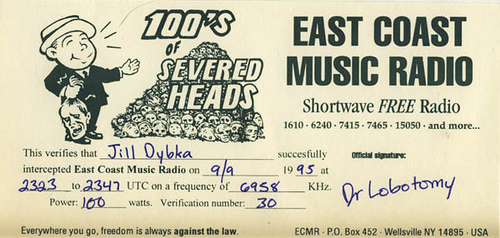 100'S
OF
SEVERED
HEADS
EAST COAST
MUSIC RADIO
Shortwave FREE Radio
1610 · 6240 · 7415 · 7465 · 15050 · and more...
This verifies that Jill Dybka succesfully
intercepted East Coast Music Radio on 9/9 1995 at
2323 to 2347 UTC on a frequency of 6958 KHz.
Power: 100 watts. Verification number: 30
Official signature:
Dr Lobotomy
Everywhere you go, freedom is always against the law.
ECMR · P.O. Box 452 · Wellsville NY 14895 · USA